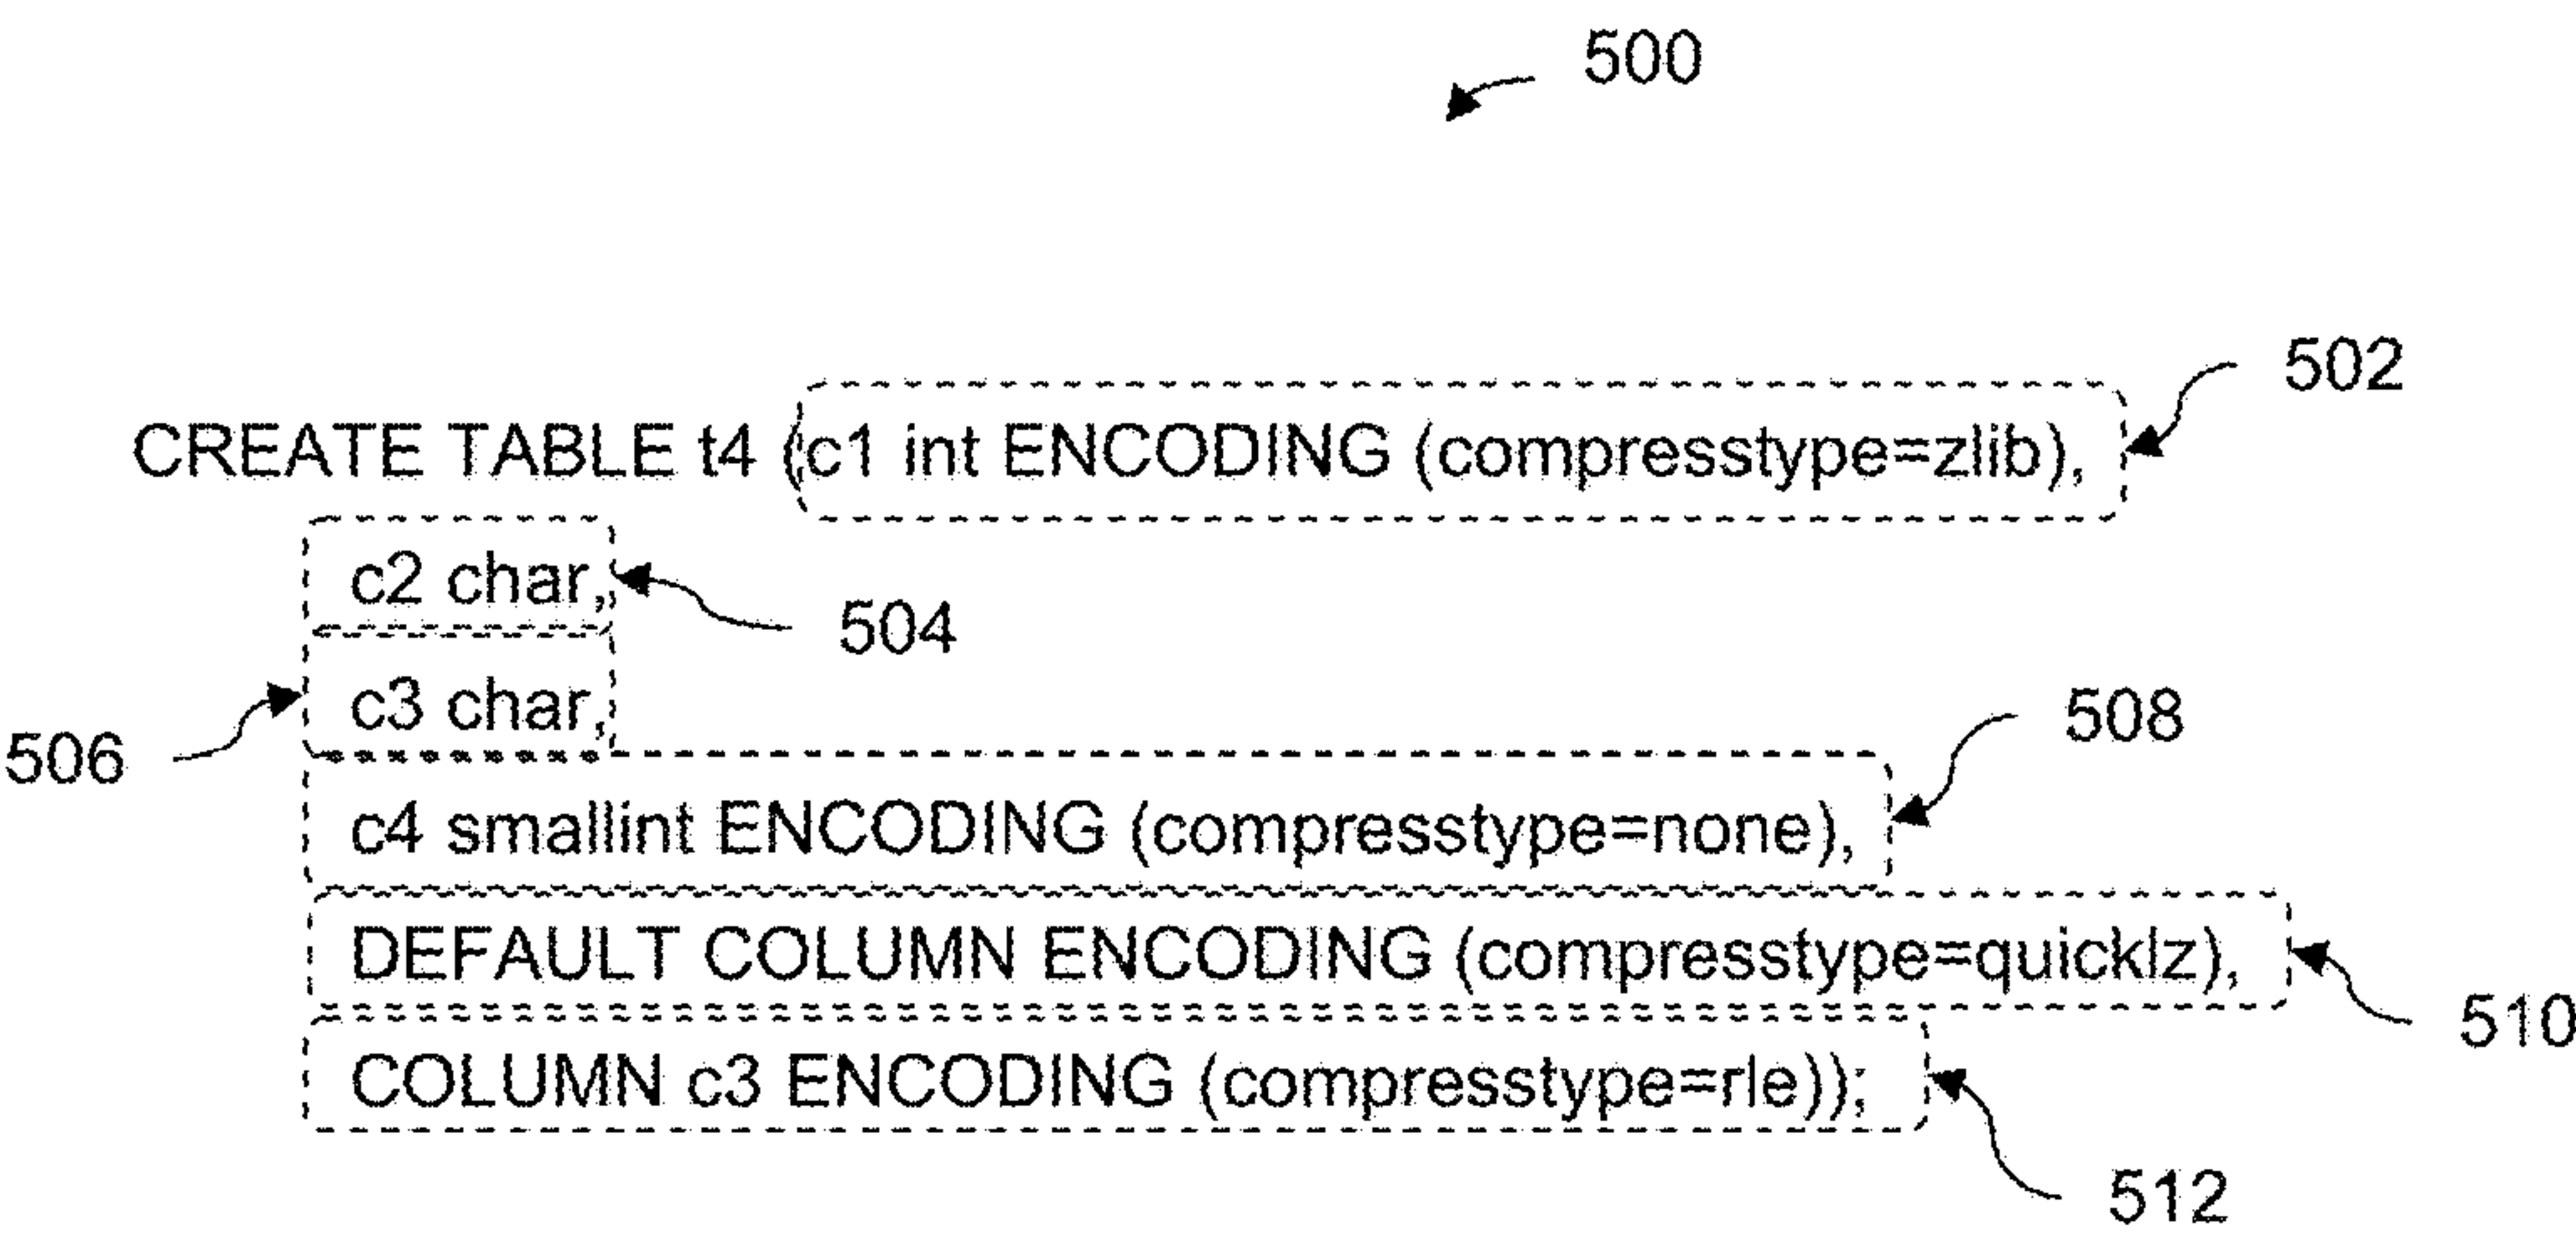 500
502
CREATE TABLE t4 (c1 int ENCODING (compresstype=zlib),
c2 char,
504
c3 char,
506
508
c4 smallint ENCODING (compresstype=none),
DEFAULT COLUMN ENCODING (compresstype=quicklz),
510
COLUMN c3 ENCODING (compresstype=rle));
512